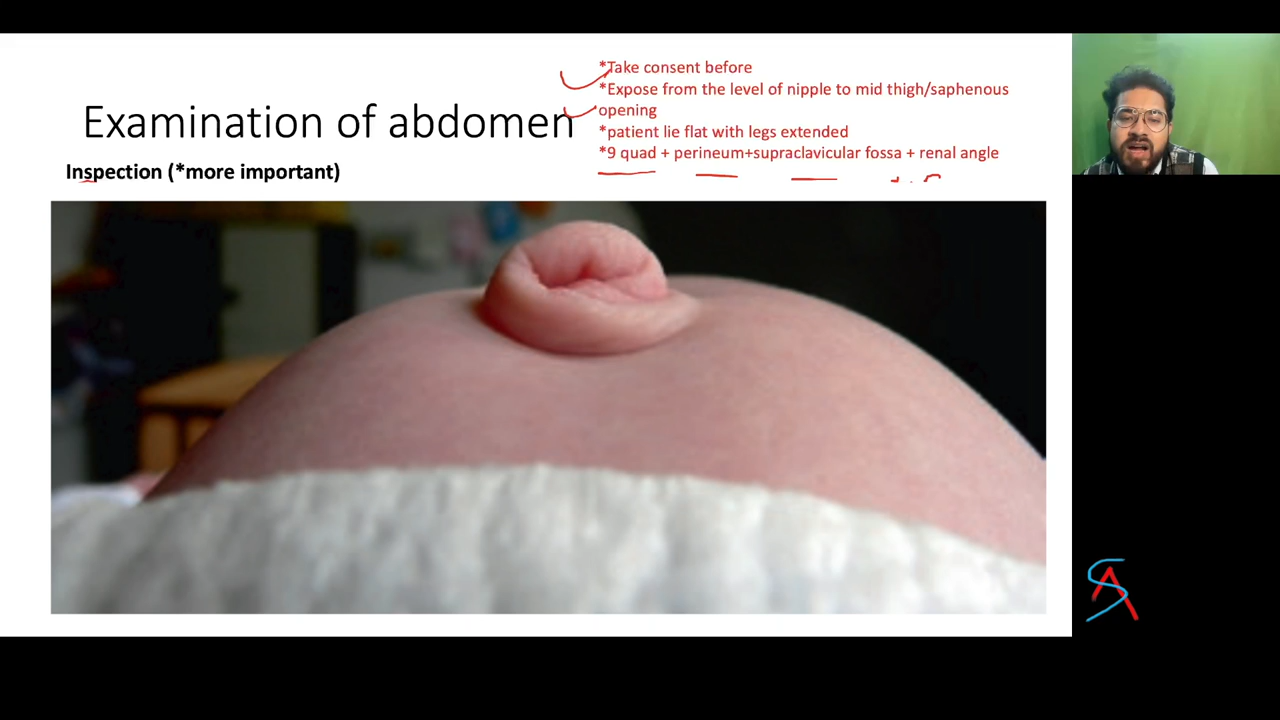 *Take consent before
*Expose from the level of nipple to mid thigh/saphenous
opening
*patient lie flat with legs extended
*9 quad + perineum+supraclavicular fossa + renal angle
Examination of abdomen
Inspection (*more important)